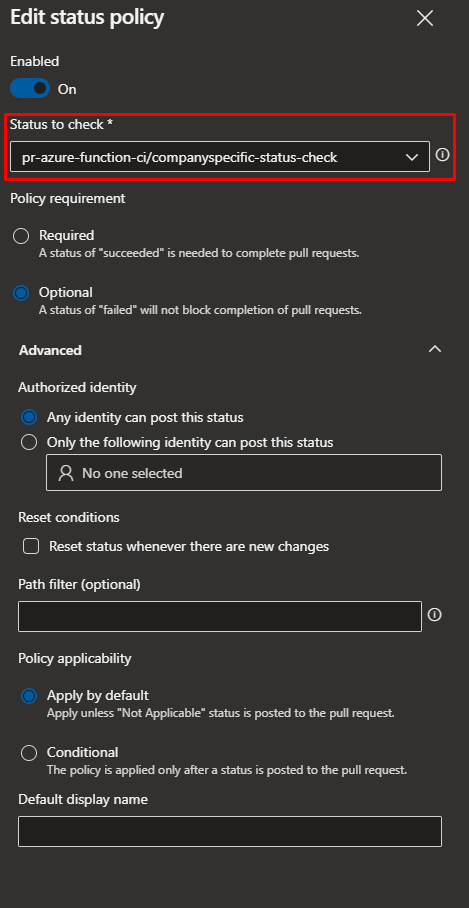 Edit status policy
Enabled
On
Status to check *
pr-azure-function-ci/companyspecific-status-check
Policy requirement
Required
A status of "succeeded" is needed to complete pull requests.
Optional
A status of "failed" will not block completion of pull requests.
Advanced
Authorized identity
Any identity can post this status
Only the following identity can post this status
No one selected
Reset conditions
Reset status whenever there are new changes
Path filter (optional)
Policy applicability
Apply by default
Apply unless "Not Applicable" status is posted to the pull request.
Conditional
The policy is applied only after a status is posted to the pull request.
Default display name